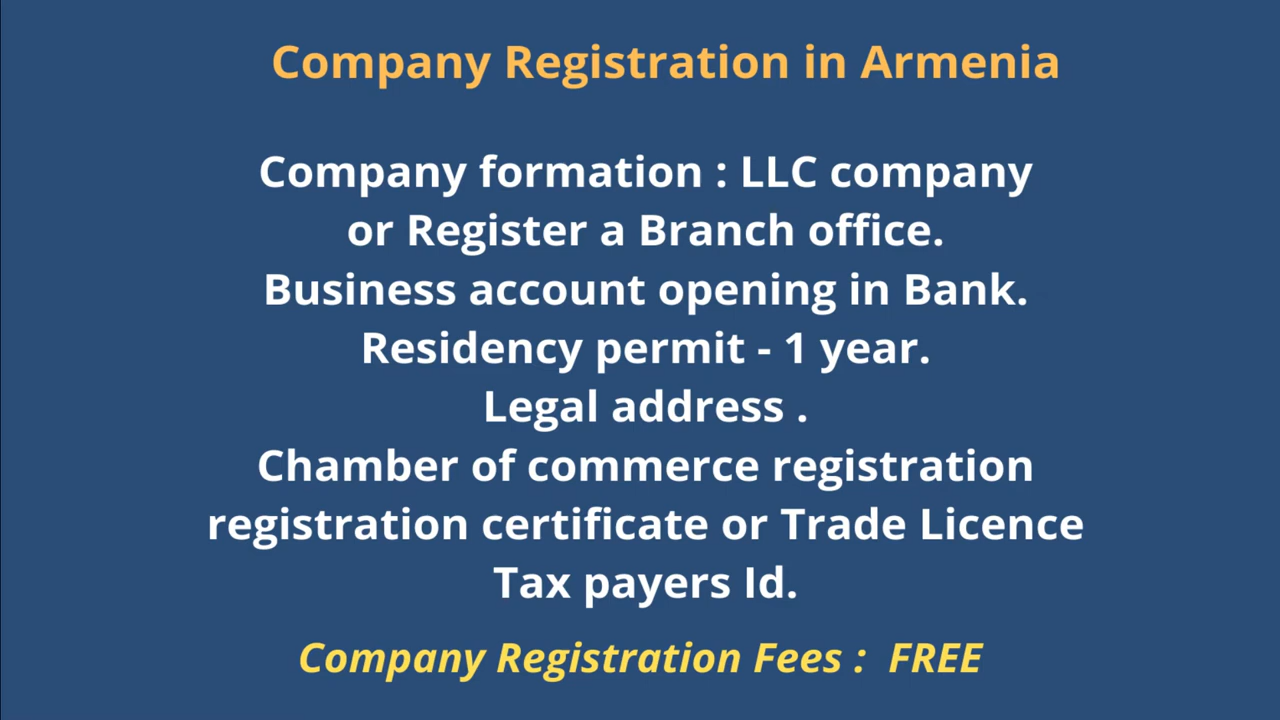 Company Registration in Armenia
Company formation : LLC company
or Register a Branch office.
Business account opening in Bank.
Residency permit - 1 year.
Legal address .
Chamber of commerce registration
registration certificate or Trade Licence
Tax payers Id.
Company Registration Fees : FREE